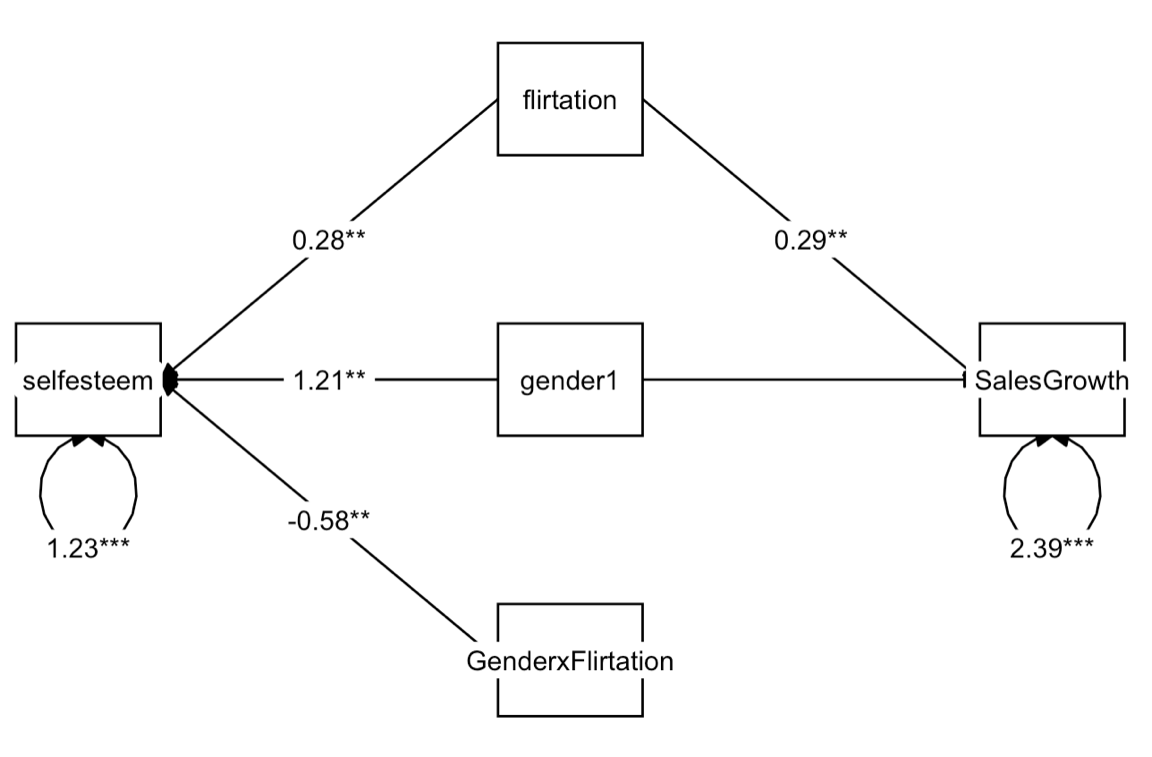 flirtation
0.28**
0.29**
selfesteem
1.21**
gender1
SalesGrowth
-0.58**
1.23***
2.39***
GenderxFlirtation